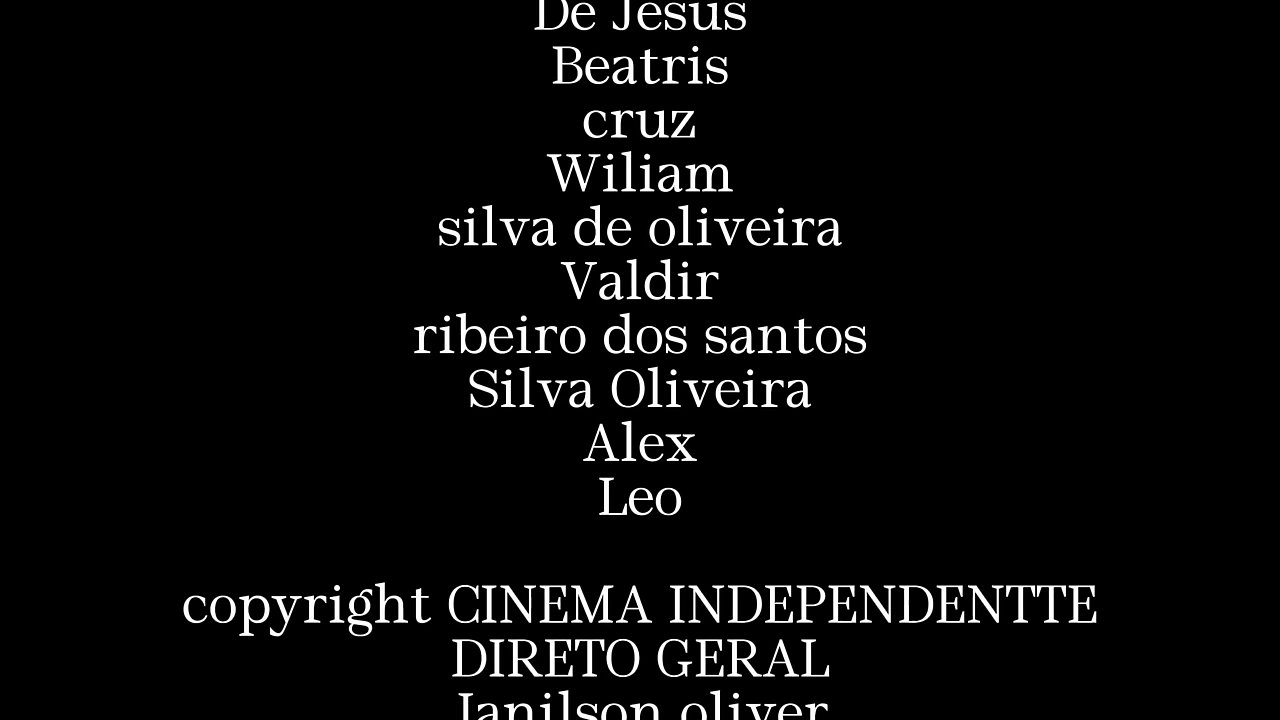 De Jesus
Beatris
cruz
Wiliam
silva de oliveira
Valdir
ribeiro dos santos
Silva Oliveira
Alex
Leo
copyright CINEMA INDEPENDENTTE
DIRETO GERAL
Janilson oliver